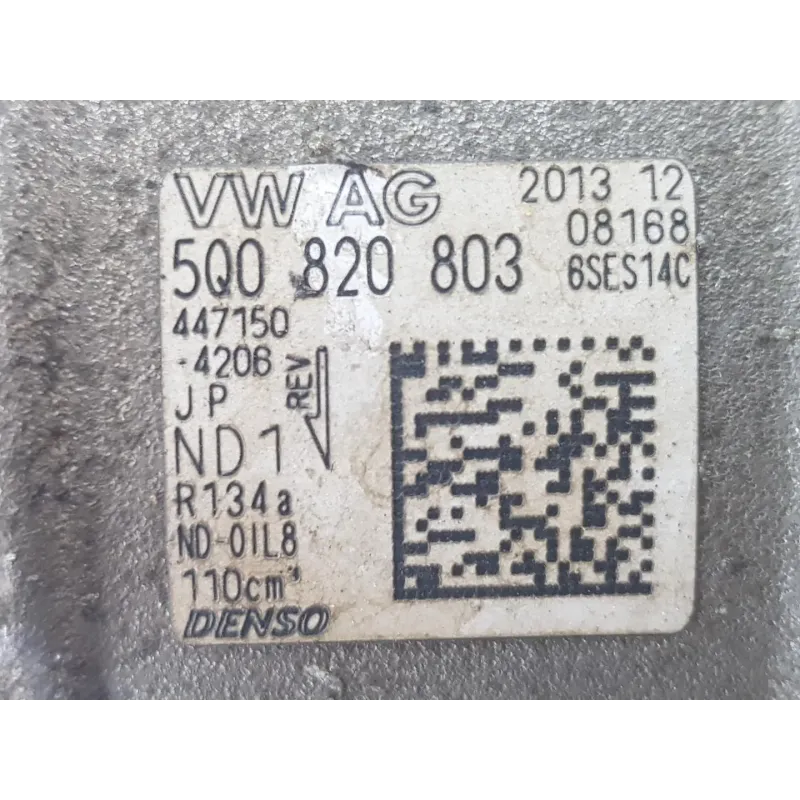 VW AG 2013 12
08168
5Q0 820 803 6SES14C
447150
-4206
REV
JP
ND1
R134a
ND-OIL8
110cm³
DENSO